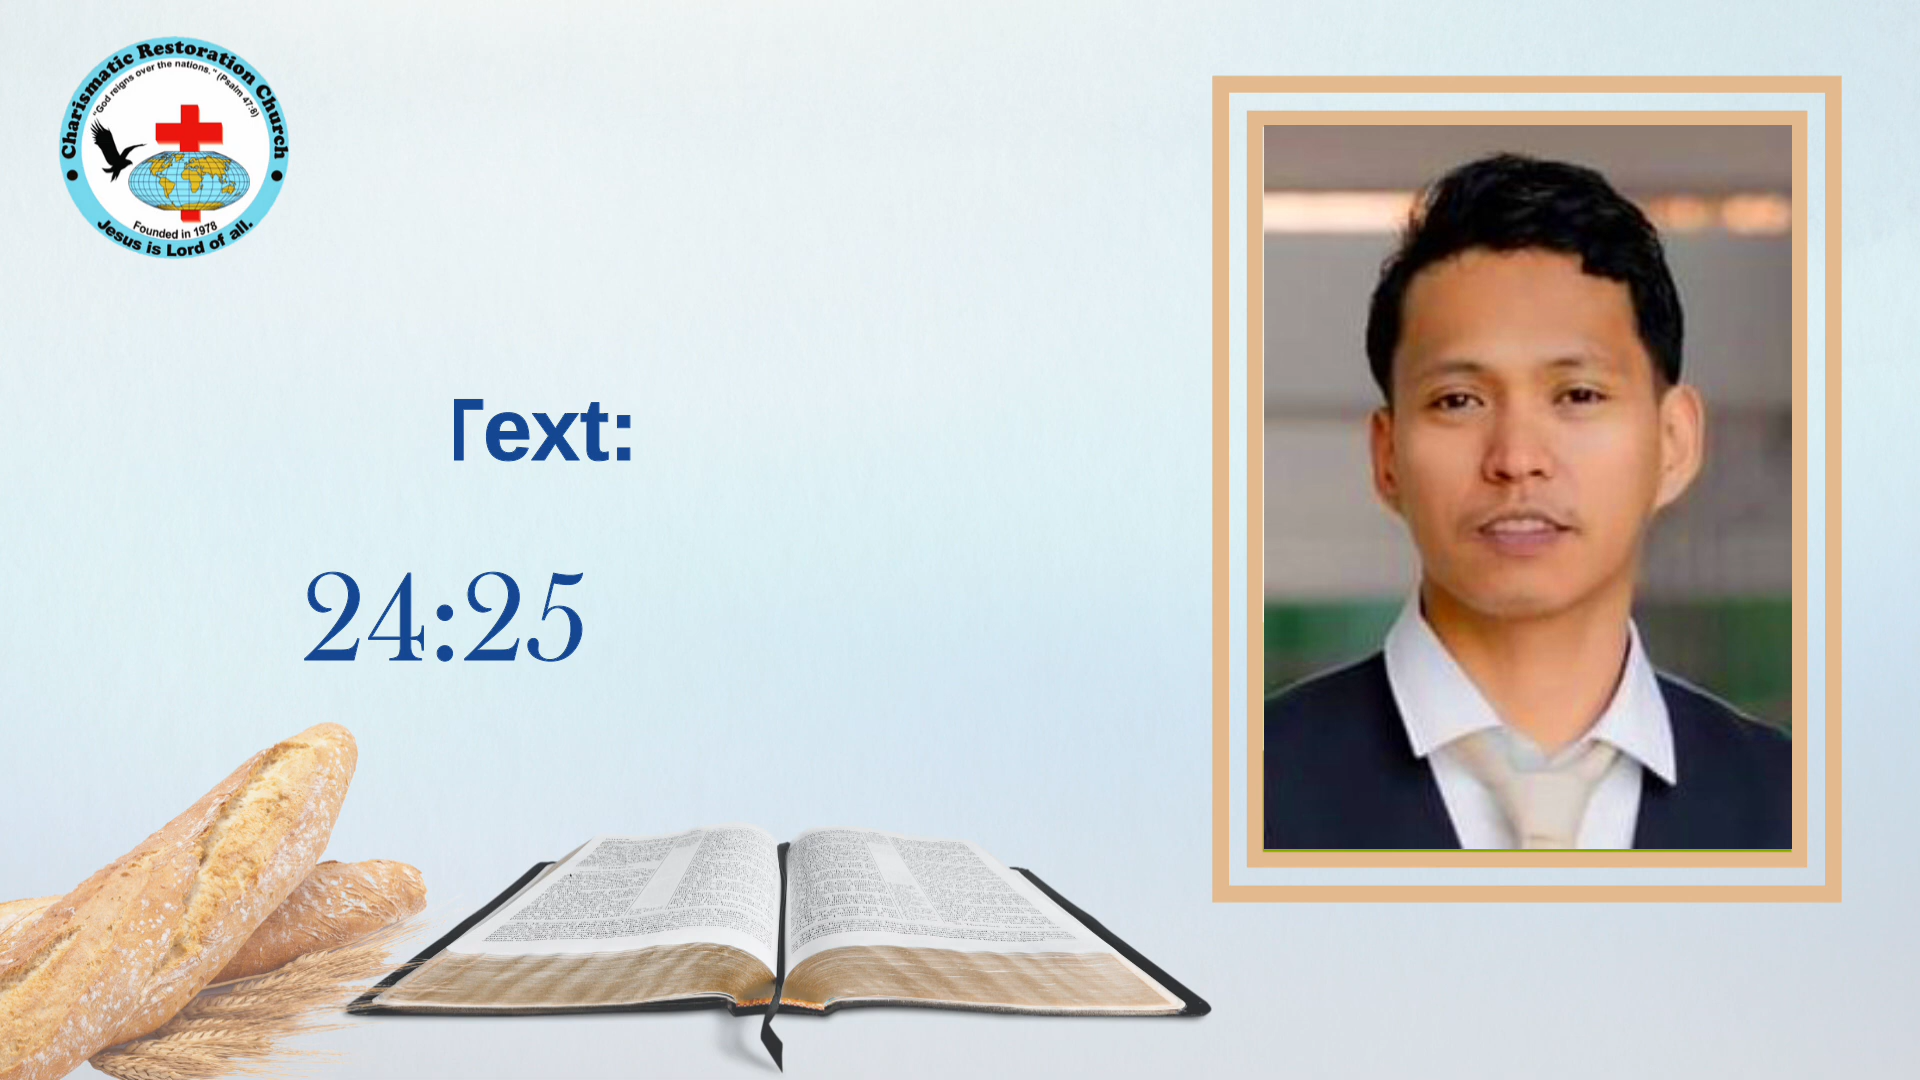 Charismatic Restoration Church
"God reigns over the nations." (Psalm 47:8)
Founded in 1978
Jesus is Lord of all.
Text:
24:25